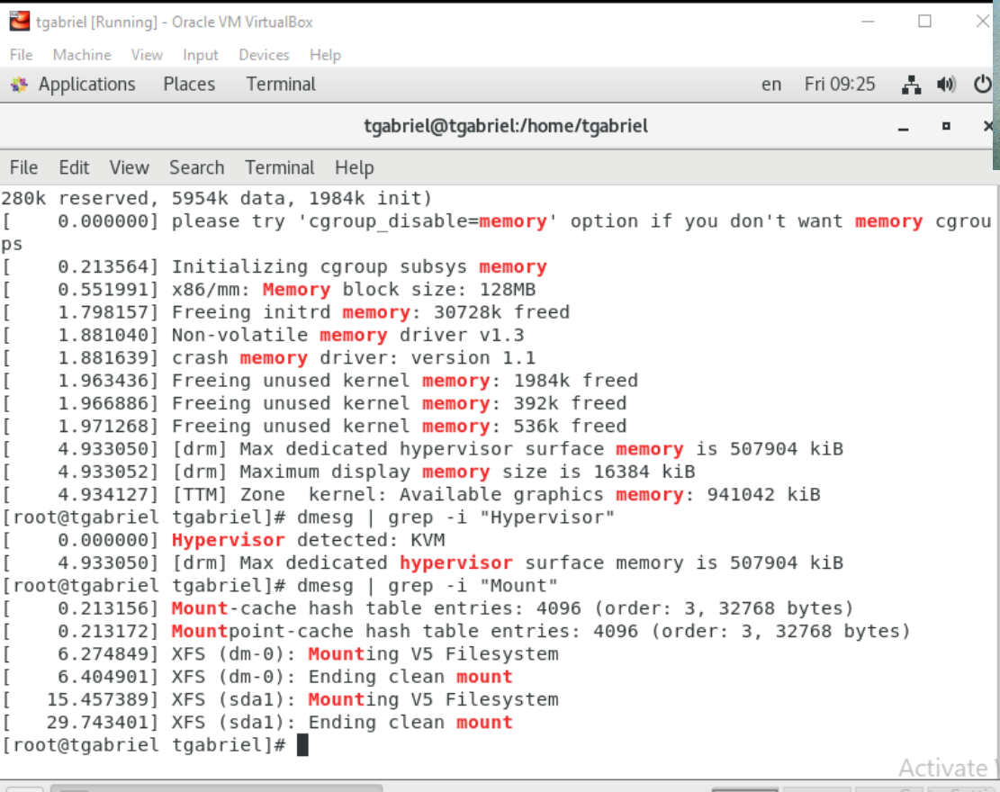 tgabriel [Running] - Oracle VM VirtualBox
File Machine View Input Devices Help
Applications Places Terminal en Fri 09:25
tgabriel@tgabriel:/home/tgabriel
File Edit View Search Terminal Help
280k reserved, 5954k data, 1984k init)
[    0.000000] please try 'cgroup_disable=memory' option if you don't want memory cgrou
ps
[    0.213564] Initializing cgroup subsys memory
[    0.551991] x86/mm: Memory block size: 128MB
[    1.798157] Freeing initrd memory: 30728k freed
[    1.881040] Non-volatile memory driver v1.3
[    1.881639] crash memory driver: version 1.1
[    1.963436] Freeing unused kernel memory: 1984k freed
[    1.966886] Freeing unused kernel memory: 392k freed
[    1.971268] Freeing unused kernel memory: 536k freed
[    4.933050] [drm] Max dedicated hypervisor surface memory is 507904 kiB
[    4.933052] [drm] Maximum display memory size is 16384 kiB
[    4.934127] [TTM] Zone  kernel: Available graphics memory: 941042 kiB
[root@tgabriel tgabriel]# dmesg | grep -i "Hypervisor"
[    0.000000] Hypervisor detected: KVM
[    4.933050] [drm] Max dedicated hypervisor surface memory is 507904 kiB
[root@tgabriel tgabriel]# dmesg | grep -i "Mount"
[    0.213156] Mount-cache hash table entries: 4096 (order: 3, 32768 bytes)
[    0.213172] Mountpoint-cache hash table entries: 4096 (order: 3, 32768 bytes)
[    6.274849] XFS (dm-0): Mounting V5 Filesystem
[    6.404901] XFS (dm-0): Ending clean mount
[   15.457389] XFS (sda1): Mounting V5 Filesystem
[   29.743401] XFS (sda1): Ending clean mount
[root@tgabriel tgabriel]#
Activate